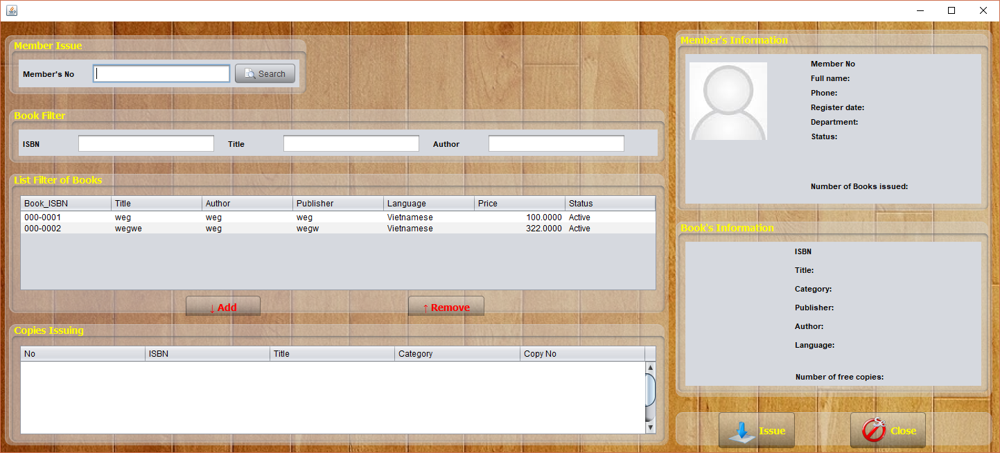 Member Issue
Member's No
Search
Book Filter
ISBN Title Author
List Filter of Books
Book_ISBN Title Author Publisher Language Price Status
000-0001 weg weg weg Vietnamese 100.0000 Active
000-0002 wegwe weg wegw Vietnamese 322.0000 Active
↓ Add ↑ Remove
Copies Issuing
No ISBN Title Category Copy No
Member's Information
Member No
Full name:
Phone:
Register date:
Department:
Status:
Number of Books issued:
Book's Information
ISBN
Title:
Category:
Publisher:
Author:
Language:
Number of free copies:
Issue Close